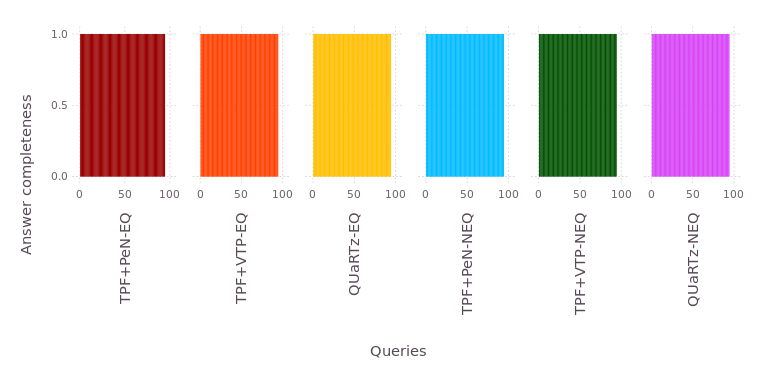 Answer completeness
1.0
0.5
0.0
0 50 100
0 50 100
0 50 100
0 50 100
0 50 100
0 50 100
TPF+PeN-EQ
TPF+VTP-EQ
QUaRTz-EQ
TPF+PeN-NEQ
TPF+VTP-NEQ
QUaRTz-NEQ
Queries